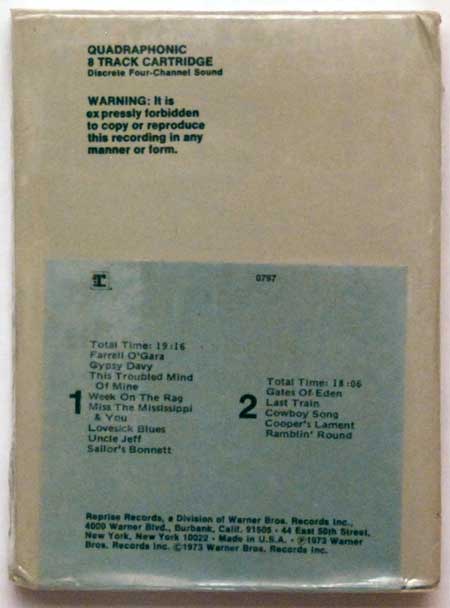 QUADRAPHONIC
8 TRACK CARTRIDGE
Discrete Four-Channel Sound
WARNING: It is
expressly forbidden
to copy or reproduce
this recording in any
manner or form.
0797
1
Total Time: 19:16
Farrell O'Gara
Gypsy Davy
This Troubled Mind
Of Mine
Week On The Rag
Miss The Mississippi
& You
Lovesick Blues
Uncle Jeff
Sailor's Bonnett
2
Total Time: 18:06
Gates Of Eden
Last Train
Cowboy Song
Cooper's Lament
Ramblin' Round
Reprise Records, a Division of Warner Bros. Records Inc.,
4000 Warner Blvd., Burbank, Calif. 91505 • 44 East 50th Street,
New York, New York 10022 • Made in U.S.A. • ℗1973 Warner
Bros. Records Inc. ©1973 Warner Bros. Records Inc.